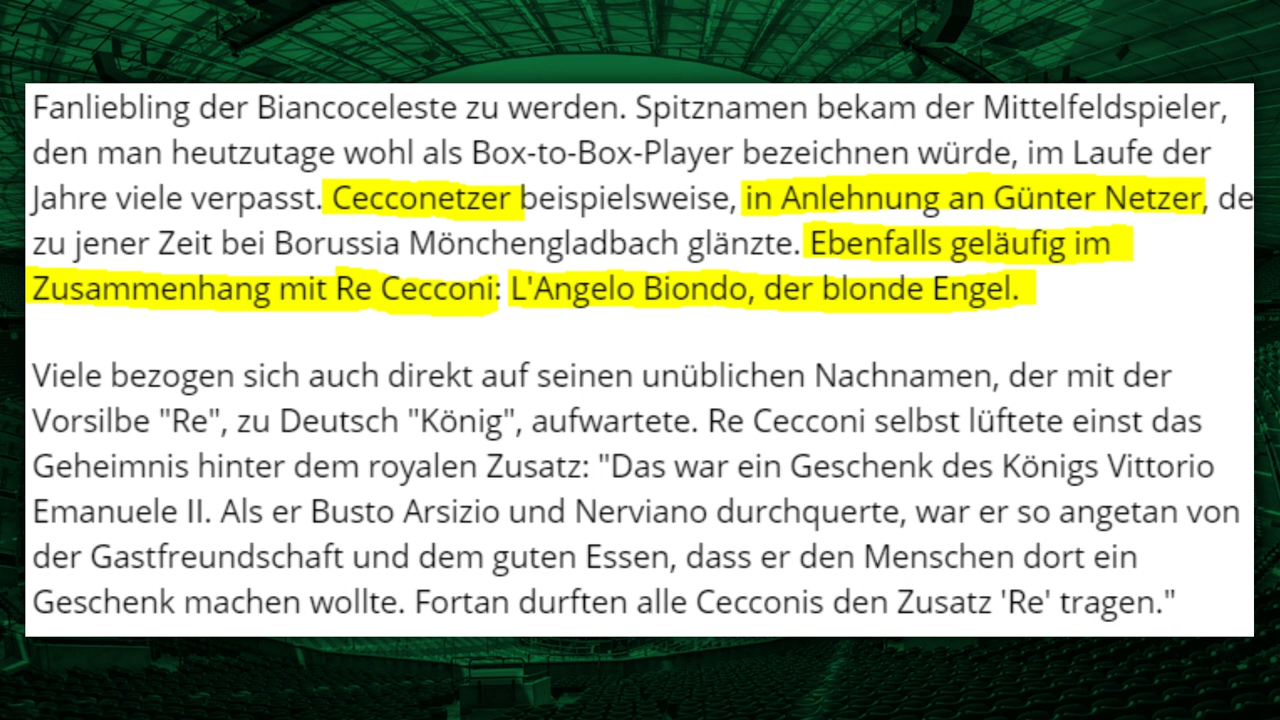 Fanliebling der Biancoceleste zu werden. Spitznamen bekam der Mittelfeldspieler,
den man heutzutage wohl als Box-to-Box-Player bezeichnen würde, im Laufe der
Jahre viele verpasst. Cecconetzer beispielsweise, in Anlehnung an Günter Netzer, de
zu jener Zeit bei Borussia Mönchengladbach glänzte. Ebenfalls geläufig im
Zusammenhang mit Re Cecconi: L'Angelo Biondo, der blonde Engel.
Viele bezogen sich auch direkt auf seinen unüblichen Nachnamen, der mit der
Vorsilbe "Re", zu Deutsch "König", aufwartete. Re Cecconi selbst lüftete einst das
Geheimnis hinter dem royalen Zusatz: "Das war ein Geschenk des Königs Vittorio
Emanuele II. Als er Busto Arsizio und Nerviano durchquerte, war er so angetan von
der Gastfreundschaft und dem guten Essen, dass er den Menschen dort ein
Geschenk machen wollte. Fortan durften alle Cecconis den Zusatz 'Re' tragen."